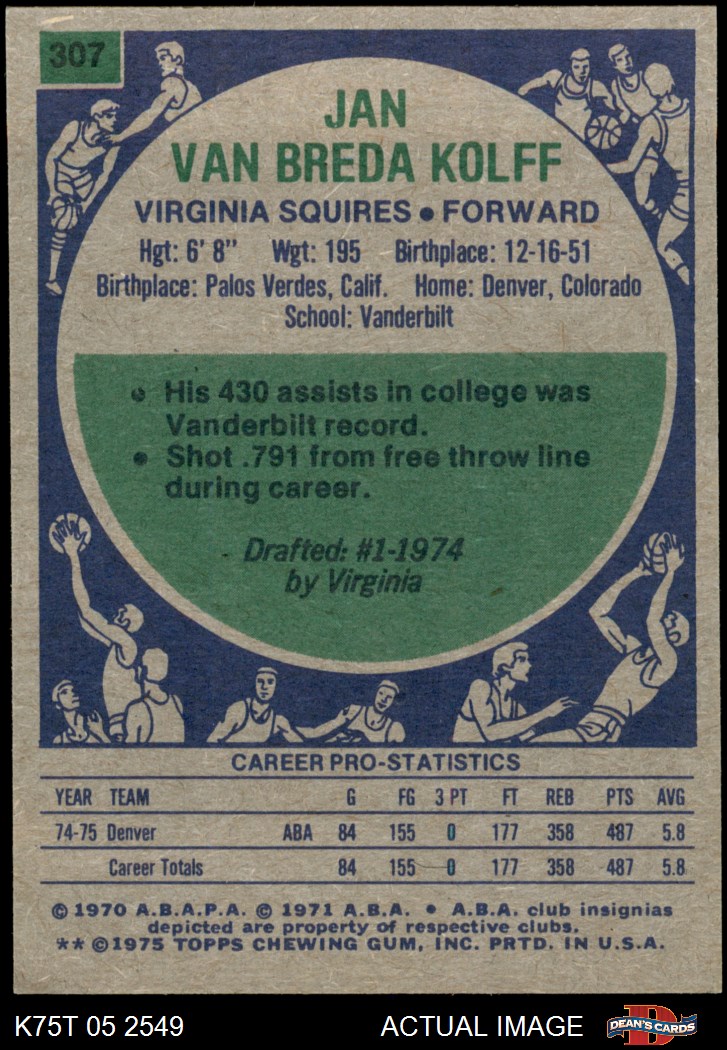 307
JAN
VAN BREDA KOLFF
VIRGINIA SQUIRES • FORWARD
Hgt: 6' 8" Wgt: 195 Birthplace: 12-16-51
Birthplace: Palos Verdes, Calif. Home: Denver, Colorado
School: Vanderbilt
• His 430 assists in college was
Vanderbilt record.
• Shot .791 from free throw line
during career.
Drafted: #1-1974
by Virginia
CAREER PRO-STATISTICS
YEAR TEAM G FG 3 PT FT REB PTS AVG
74-75 Denver ABA 84 155 0 177 358 487 5.8
Career Totals 84 155 0 177 358 487 5.8
© 1970 A.B.A.P.A. © 1971 A.B.A. • A.B.A. club insignias
depicted are property of respective clubs.
** © 1975 TOPPS CHEWING GUM, INC. PRTD. IN U.S.A.
K75T 05 2549 ACTUAL IMAGE D DEAN'S CARDS